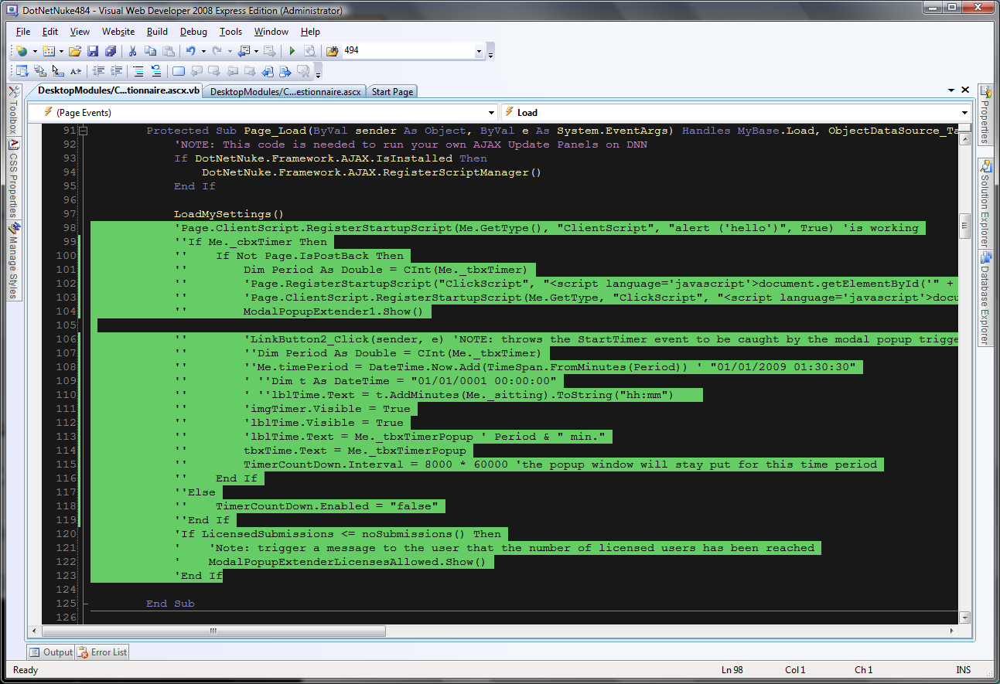 DotNetNuke484 - Visual Web Developer 2008 Express Edition (Administrator)
File Edit View Website Build Debug Tools Window Help
494
DesktopModules/C...tionnaire.ascx.vb DesktopModules/C...estionnaire.ascx Start Page
(Page Events) Load
Toolbox
CSS Properties
Manage Styles
91 Protected Sub Page_Load(ByVal sender As Object, ByVal e As System.EventArgs) Handles MyBase.Load, ObjectDataSource_Ta
92 'NOTE: This code is needed to run your own AJAX Update Panels on DNN
93 If DotNetNuke.Framework.AJAX.IsInstalled Then
94 DotNetNuke.Framework.AJAX.RegisterScriptManager()
95 End If
96
97 LoadMySettings()
98 'Page.ClientScript.RegisterStartupScript(Me.GetType(), "ClientScript", "alert ('hello')", True) 'is working
99 ''If Me._cbxTimer Then
100 '' If Not Page.IsPostBack Then
101 '' Dim Period As Double = CInt(Me._tbxTimer)
102 '' 'Page.RegisterStartupScript("ClickScript", "<script language='javascript'>document.getElementById('" +
103 '' 'Page.ClientScript.RegisterStartupScript(Me.GetType, "ClickScript", "<script language='javascript'>docu
104 '' ModalPopupExtender1.Show()
105
106 '' 'LinkButton2_Click(sender, e) 'NOTE: throws the StartTimer event to be caught by the modal popup trigge
107 '' ''Dim Period As Double = CInt(Me._tbxTimer)
108 '' ''Me.timePeriod = DateTime.Now.Add(TimeSpan.FromMinutes(Period)) ' "01/01/2009 01:30:30"
109 '' ' ''Dim t As DateTime = "01/01/0001 00:00:00"
110 '' ' ''lblTime.Text = t.AddMinutes(Me._sitting).ToString("hh:mm")
111 '' 'imgTimer.Visible = True
112 '' 'lblTime.Visible = True
113 '' 'lblTime.Text = Me._tbxTimerPopup ' Period & " min."
114 '' tbxTime.Text = Me._tbxTimerPopup
115 '' TimerCountDown.Interval = 8000 * 60000 'the popup window will stay put for this time period
116 '' End If
117 ''Else
118 '' TimerCountDown.Enabled = "false"
119 ''End If
120 'If LicensedSubmissions <= noSubmissions() Then
121 ' 'Note: trigger a message to the user that the number of licensed users has been reached
122 ' ModalPopupExtenderLicensesAllowed.Show()
123 'End If
124
125 End Sub
126
Properties
Solution Explorer
Database Explorer
Output Error List
Ready Ln 98 Col 1 Ch 1 INS